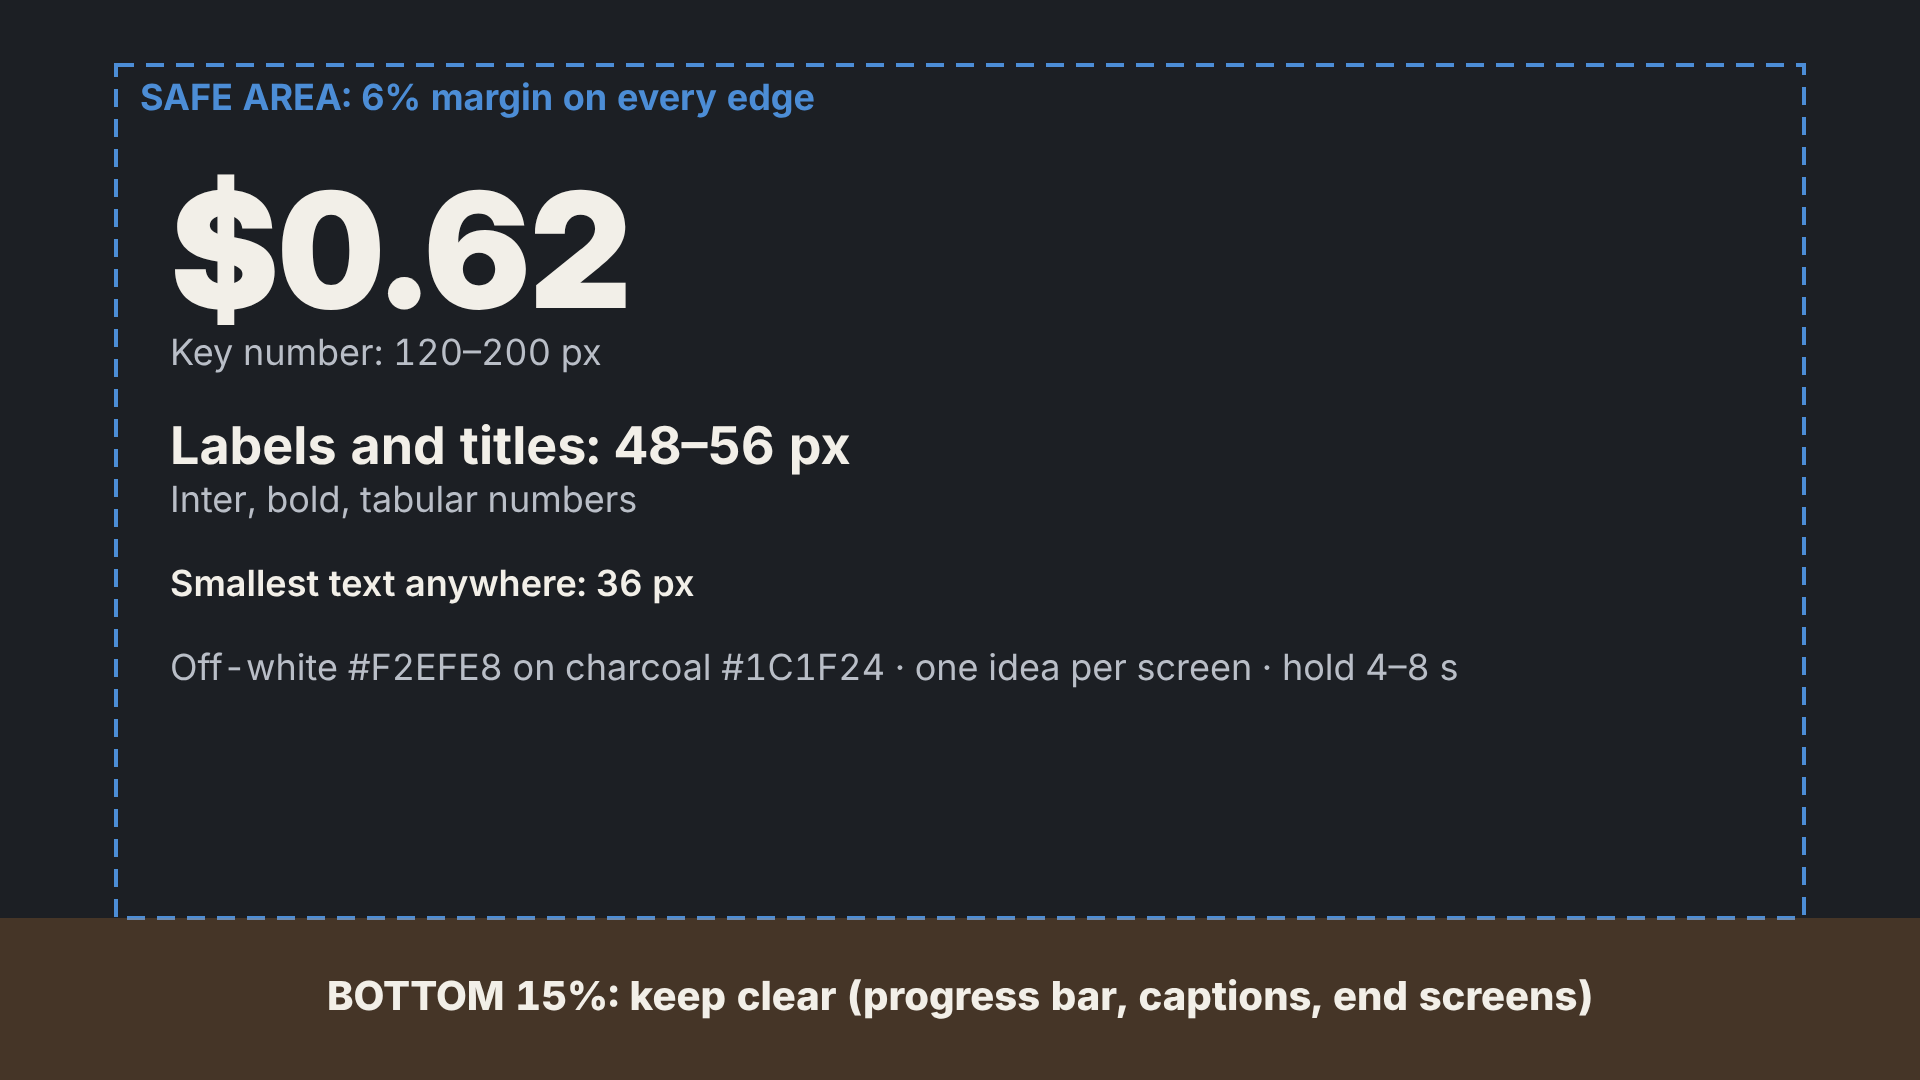 SAFE AREA: 6% margin on every edge
$0.62
Key number: 120–200 px
Labels and titles: 48–56 px
Inter, bold, tabular numbers
Smallest text anywhere: 36 px
Off-white #F2EFE8 on charcoal #1C1F24 · one idea per screen · hold 4–8 s
BOTTOM 15%: keep clear (progress bar, captions, end screens)